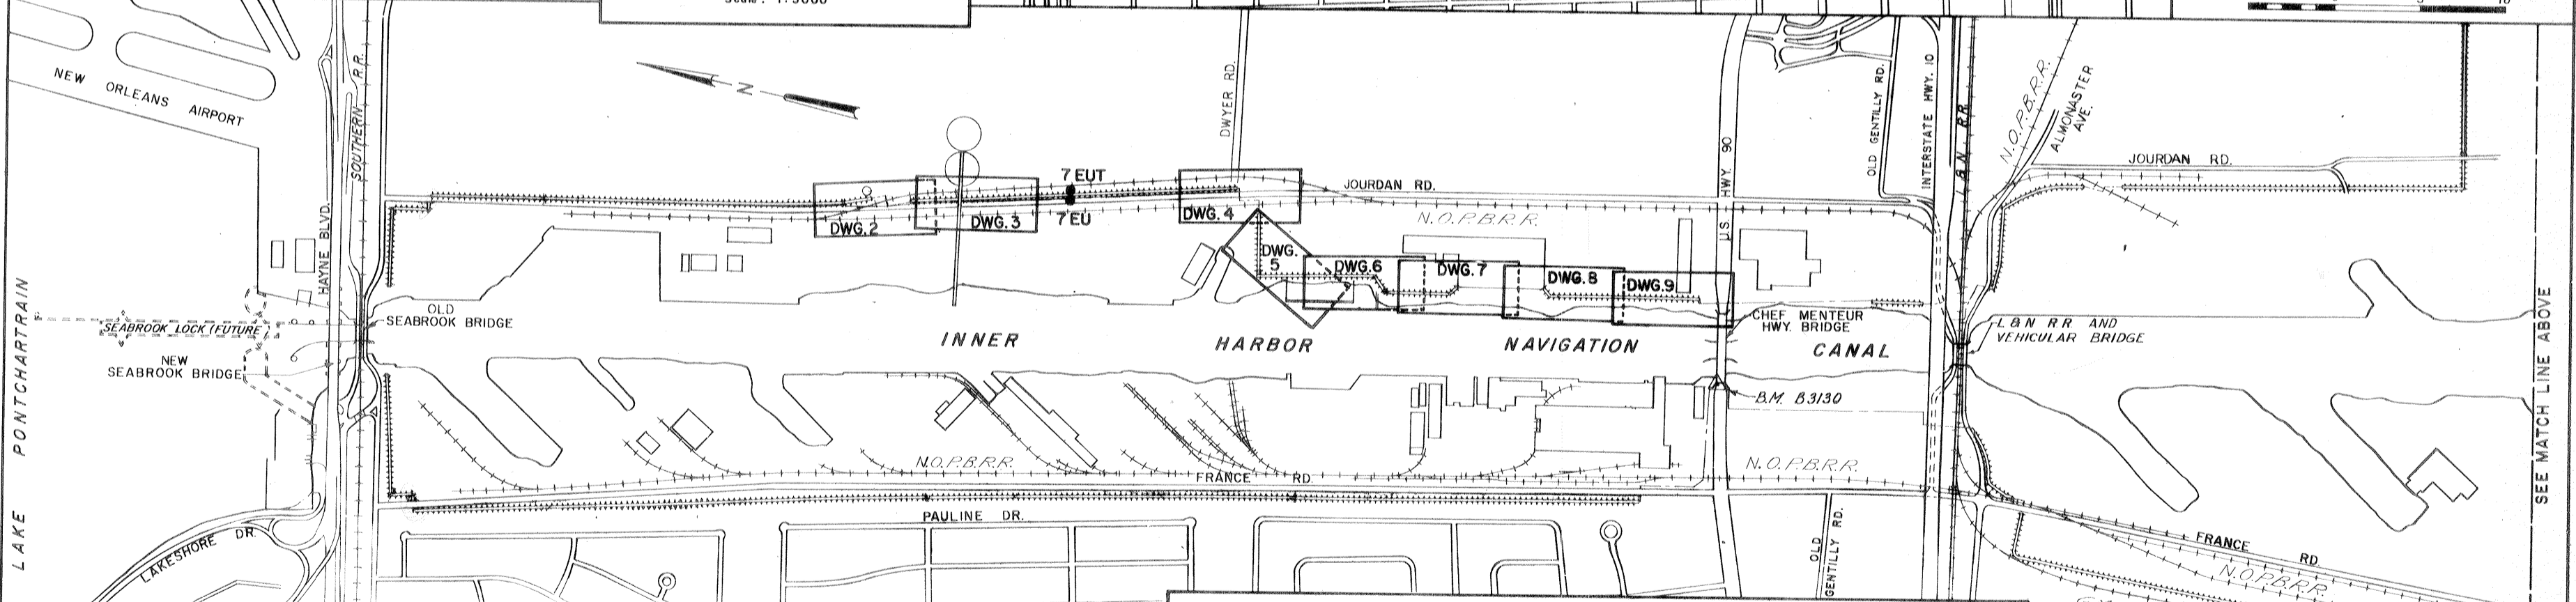 Scale: 1:5000
10
NEW ORLEANS AIRPORT
HAYNE BLVD.
SOUTHERN R.R.
N
DWYER RD.
U.S. HWY. 90
OLD GENTILLY RD.
INTERSTATE HWY. 10
L & N RR
N.O.P.B.R.R.
ALMONASTER
AVE.
JOURDAN RD.
7 EUT
7 EU
DWG. 2
DWG. 3
DWG. 4
JOURDAN RD.
N.O.P.B.R.R.
DWG.
5
DWG. 6
DWG. 7
DWG. 8
DWG. 9
LAKE PONTCHARTRAIN
SEABROOK LOCK (FUTURE)
NEW
SEABROOK BRIDGE
OLD
SEABROOK BRIDGE
INNER HARBOR NAVIGATION CANAL
CHEF MENTEUR
HWY. BRIDGE
L & N R R AND
VEHICULAR BRIDGE
B.M. B3130
SEE MATCH LINE ABOVE
N.O.P.B.R.R.
FRANCE RD.
N.O.P.B.R.R.
PAULINE DR.
LAKESHORE DR.
OLD
GENTILLY RD.
FRANCE RD
N.O.P.B.R.R.